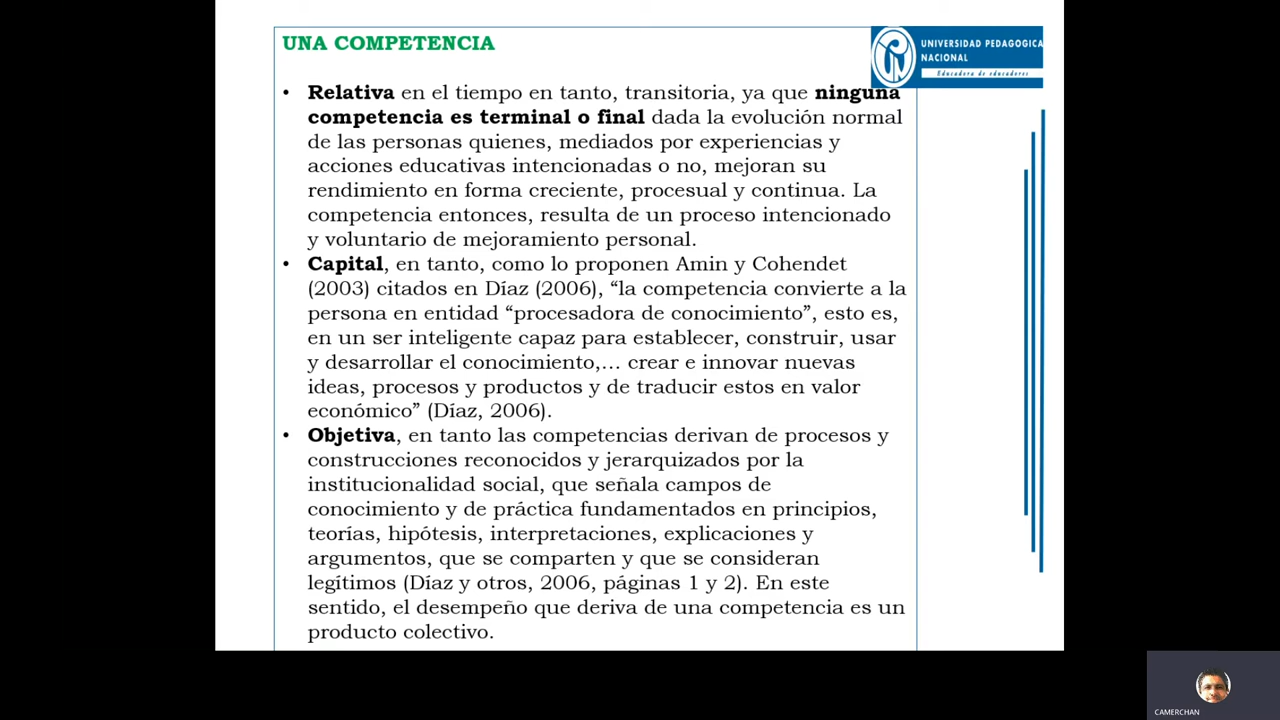 UNA COMPETENCIA
UNIVERSIDAD PEDAGOGICA
NACIONAL
Educadora de educadores
• Relativa en el tiempo en tanto, transitoria, ya que ninguna
competencia es terminal o final dada la evolución normal
de las personas quienes, mediados por experiencias y
acciones educativas intencionadas o no, mejoran su
rendimiento en forma creciente, procesual y continua. La
competencia entonces, resulta de un proceso intencionado
y voluntario de mejoramiento personal.
• Capital, en tanto, como lo proponen Amin y Cohendet
(2003) citados en Díaz (2006), “la competencia convierte a la
persona en entidad “procesadora de conocimiento”, esto es,
en un ser inteligente capaz para establecer, construir, usar
y desarrollar el conocimiento,... crear e innovar nuevas
ideas, procesos y productos y de traducir estos en valor
económico” (Díaz, 2006).
• Objetiva, en tanto las competencias derivan de procesos y
construcciones reconocidos y jerarquizados por la
institucionalidad social, que señala campos de
conocimiento y de práctica fundamentados en principios,
teorías, hipótesis, interpretaciones, explicaciones y
argumentos, que se comparten y que se consideran
legítimos (Díaz y otros, 2006, páginas 1 y 2). En este
sentido, el desempeño que deriva de una competencia es un
producto colectivo.
CAMERCHAN